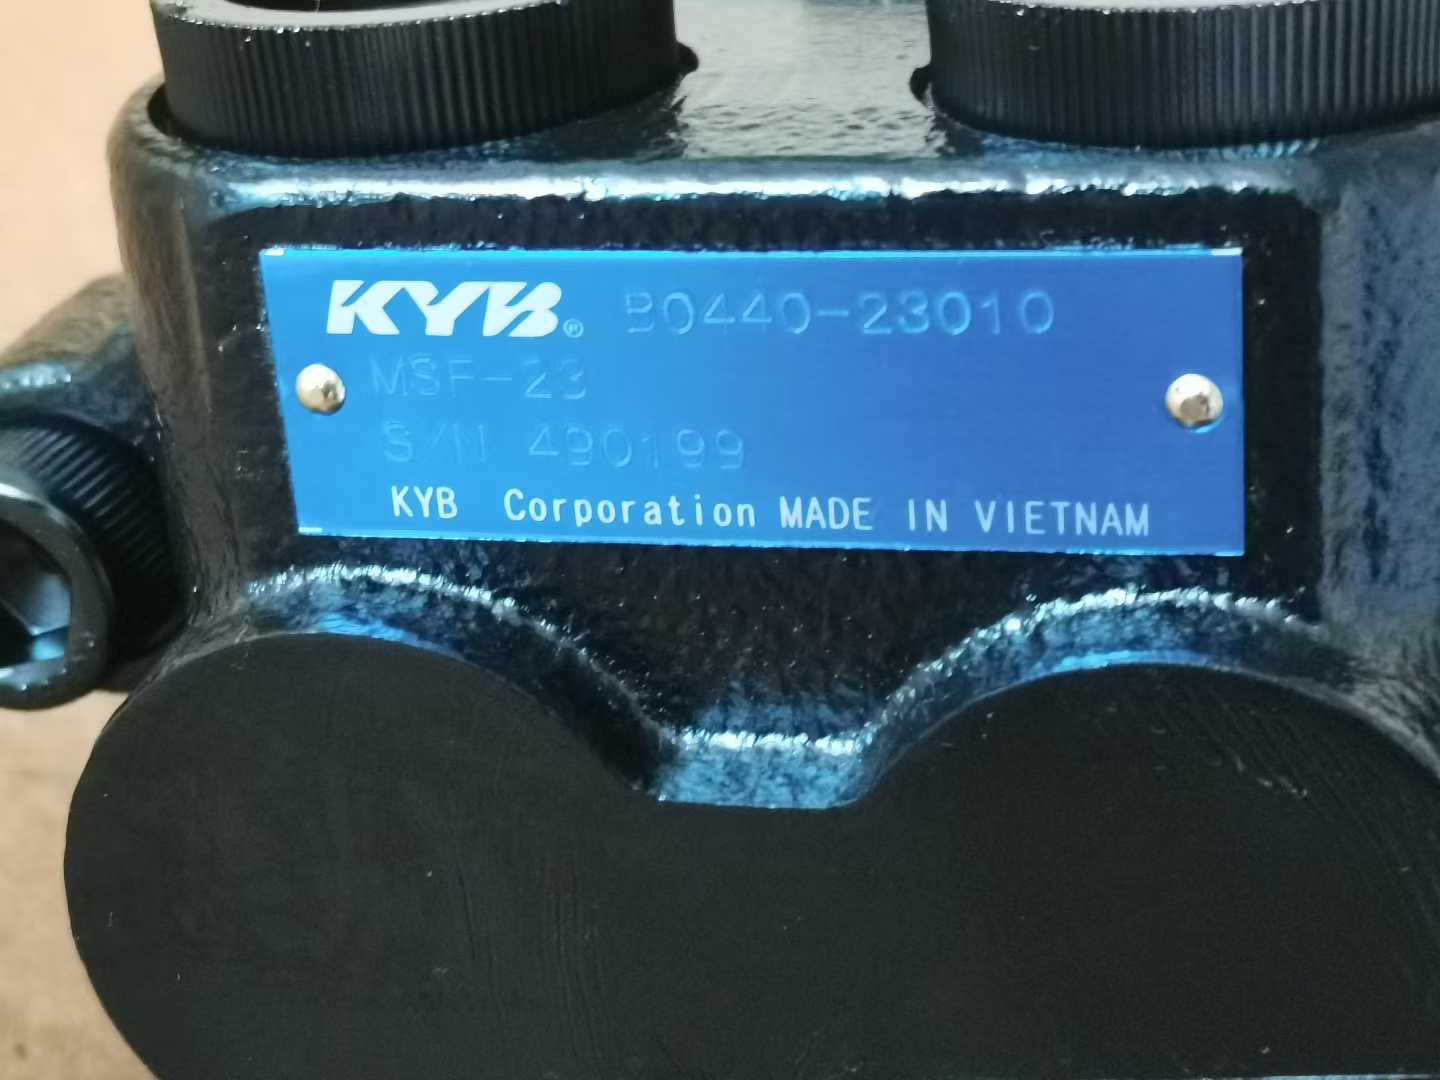 KYB® B0440-23010
MSF-23
S/N 490199
KYB Corporation MADE IN VIETNAM